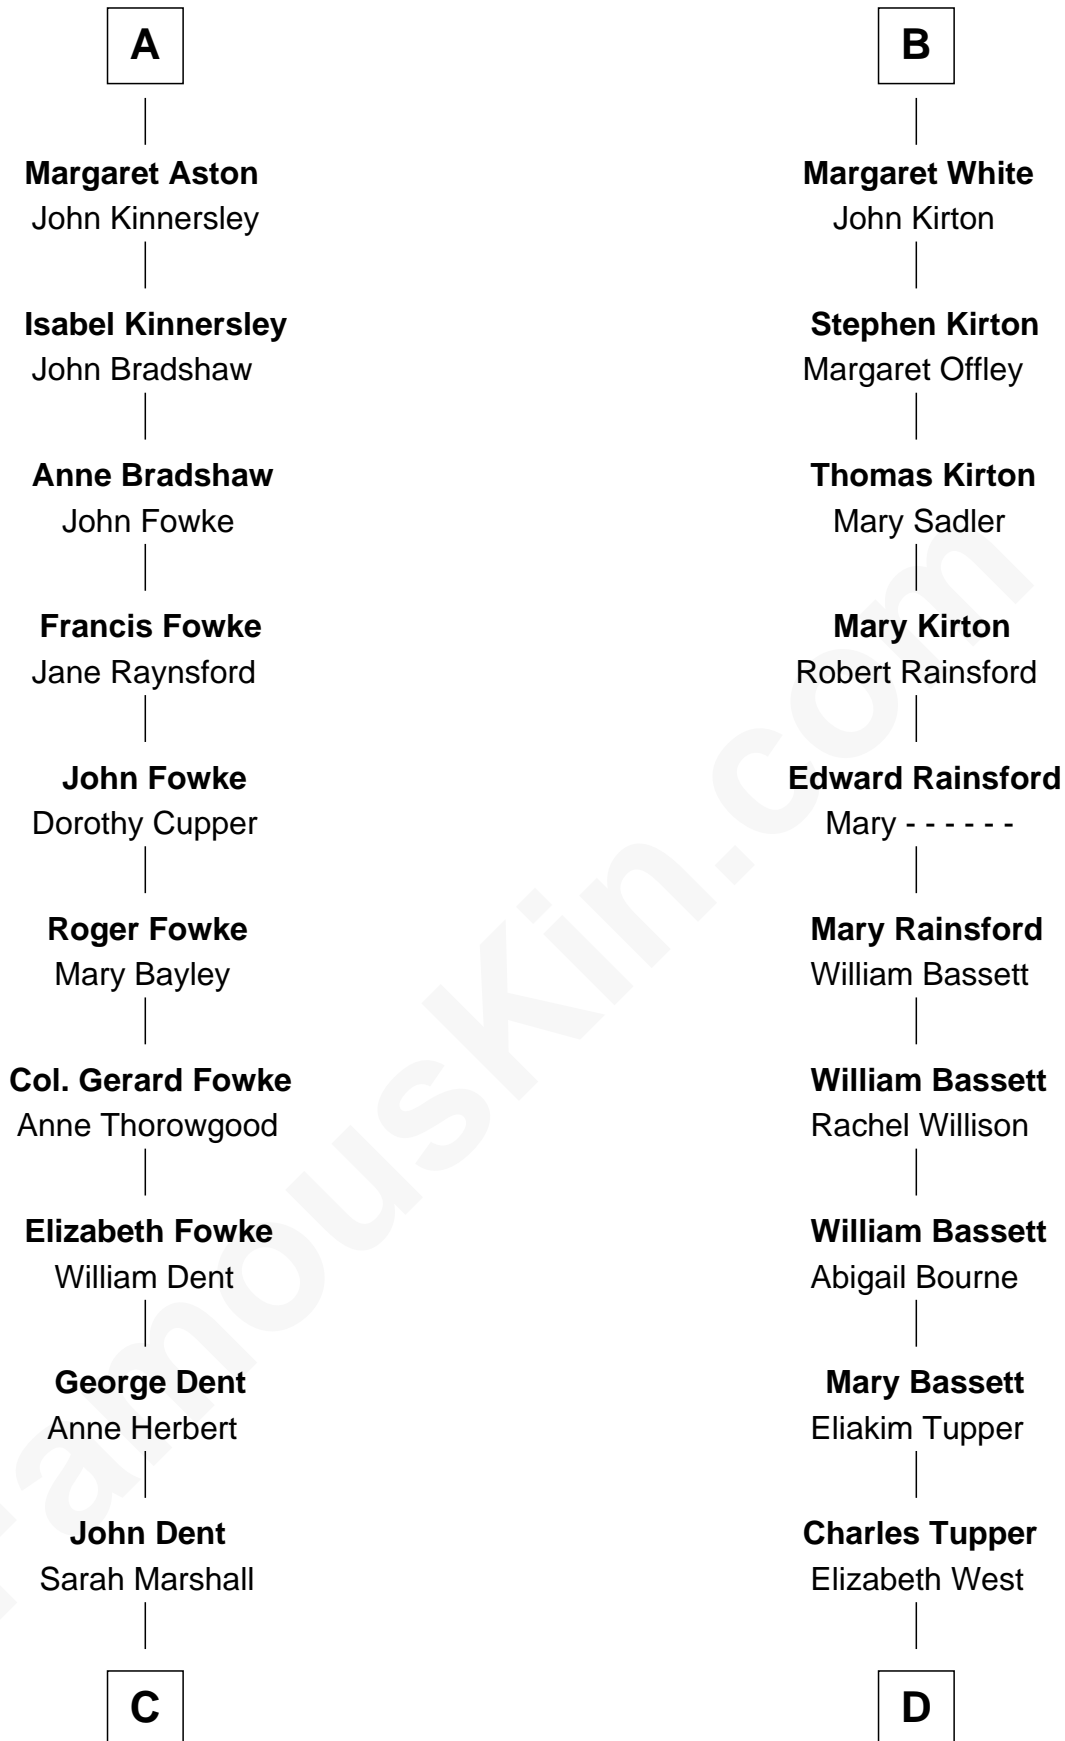 A
Margaret Aston
John Kinnersley
Isabel Kinnersley
John Bradshaw
Anne Bradshaw
John Fowke
Francis Fowke
Jane Raynsford
John Fowke
Dorothy Cupper
Roger Fowke
Mary Bayley
Col. Gerard Fowke
Anne Thorowgood
Elizabeth Fowke
William Dent
George Dent
Anne Herbert
John Dent
Sarah Marshall
C
B
Margaret White
John Kirton
Stephen Kirton
Margaret Offley
Thomas Kirton
Mary Sadler
Mary Kirton
Robert Rainsford
Edward Rainsford
Mary - - - - - -
Mary Rainsford
William Bassett
William Bassett
Rachel Willison
William Bassett
Abigail Bourne
Mary Bassett
Eliakim Tupper
Charles Tupper
Elizabeth West
D
FamousKin.com